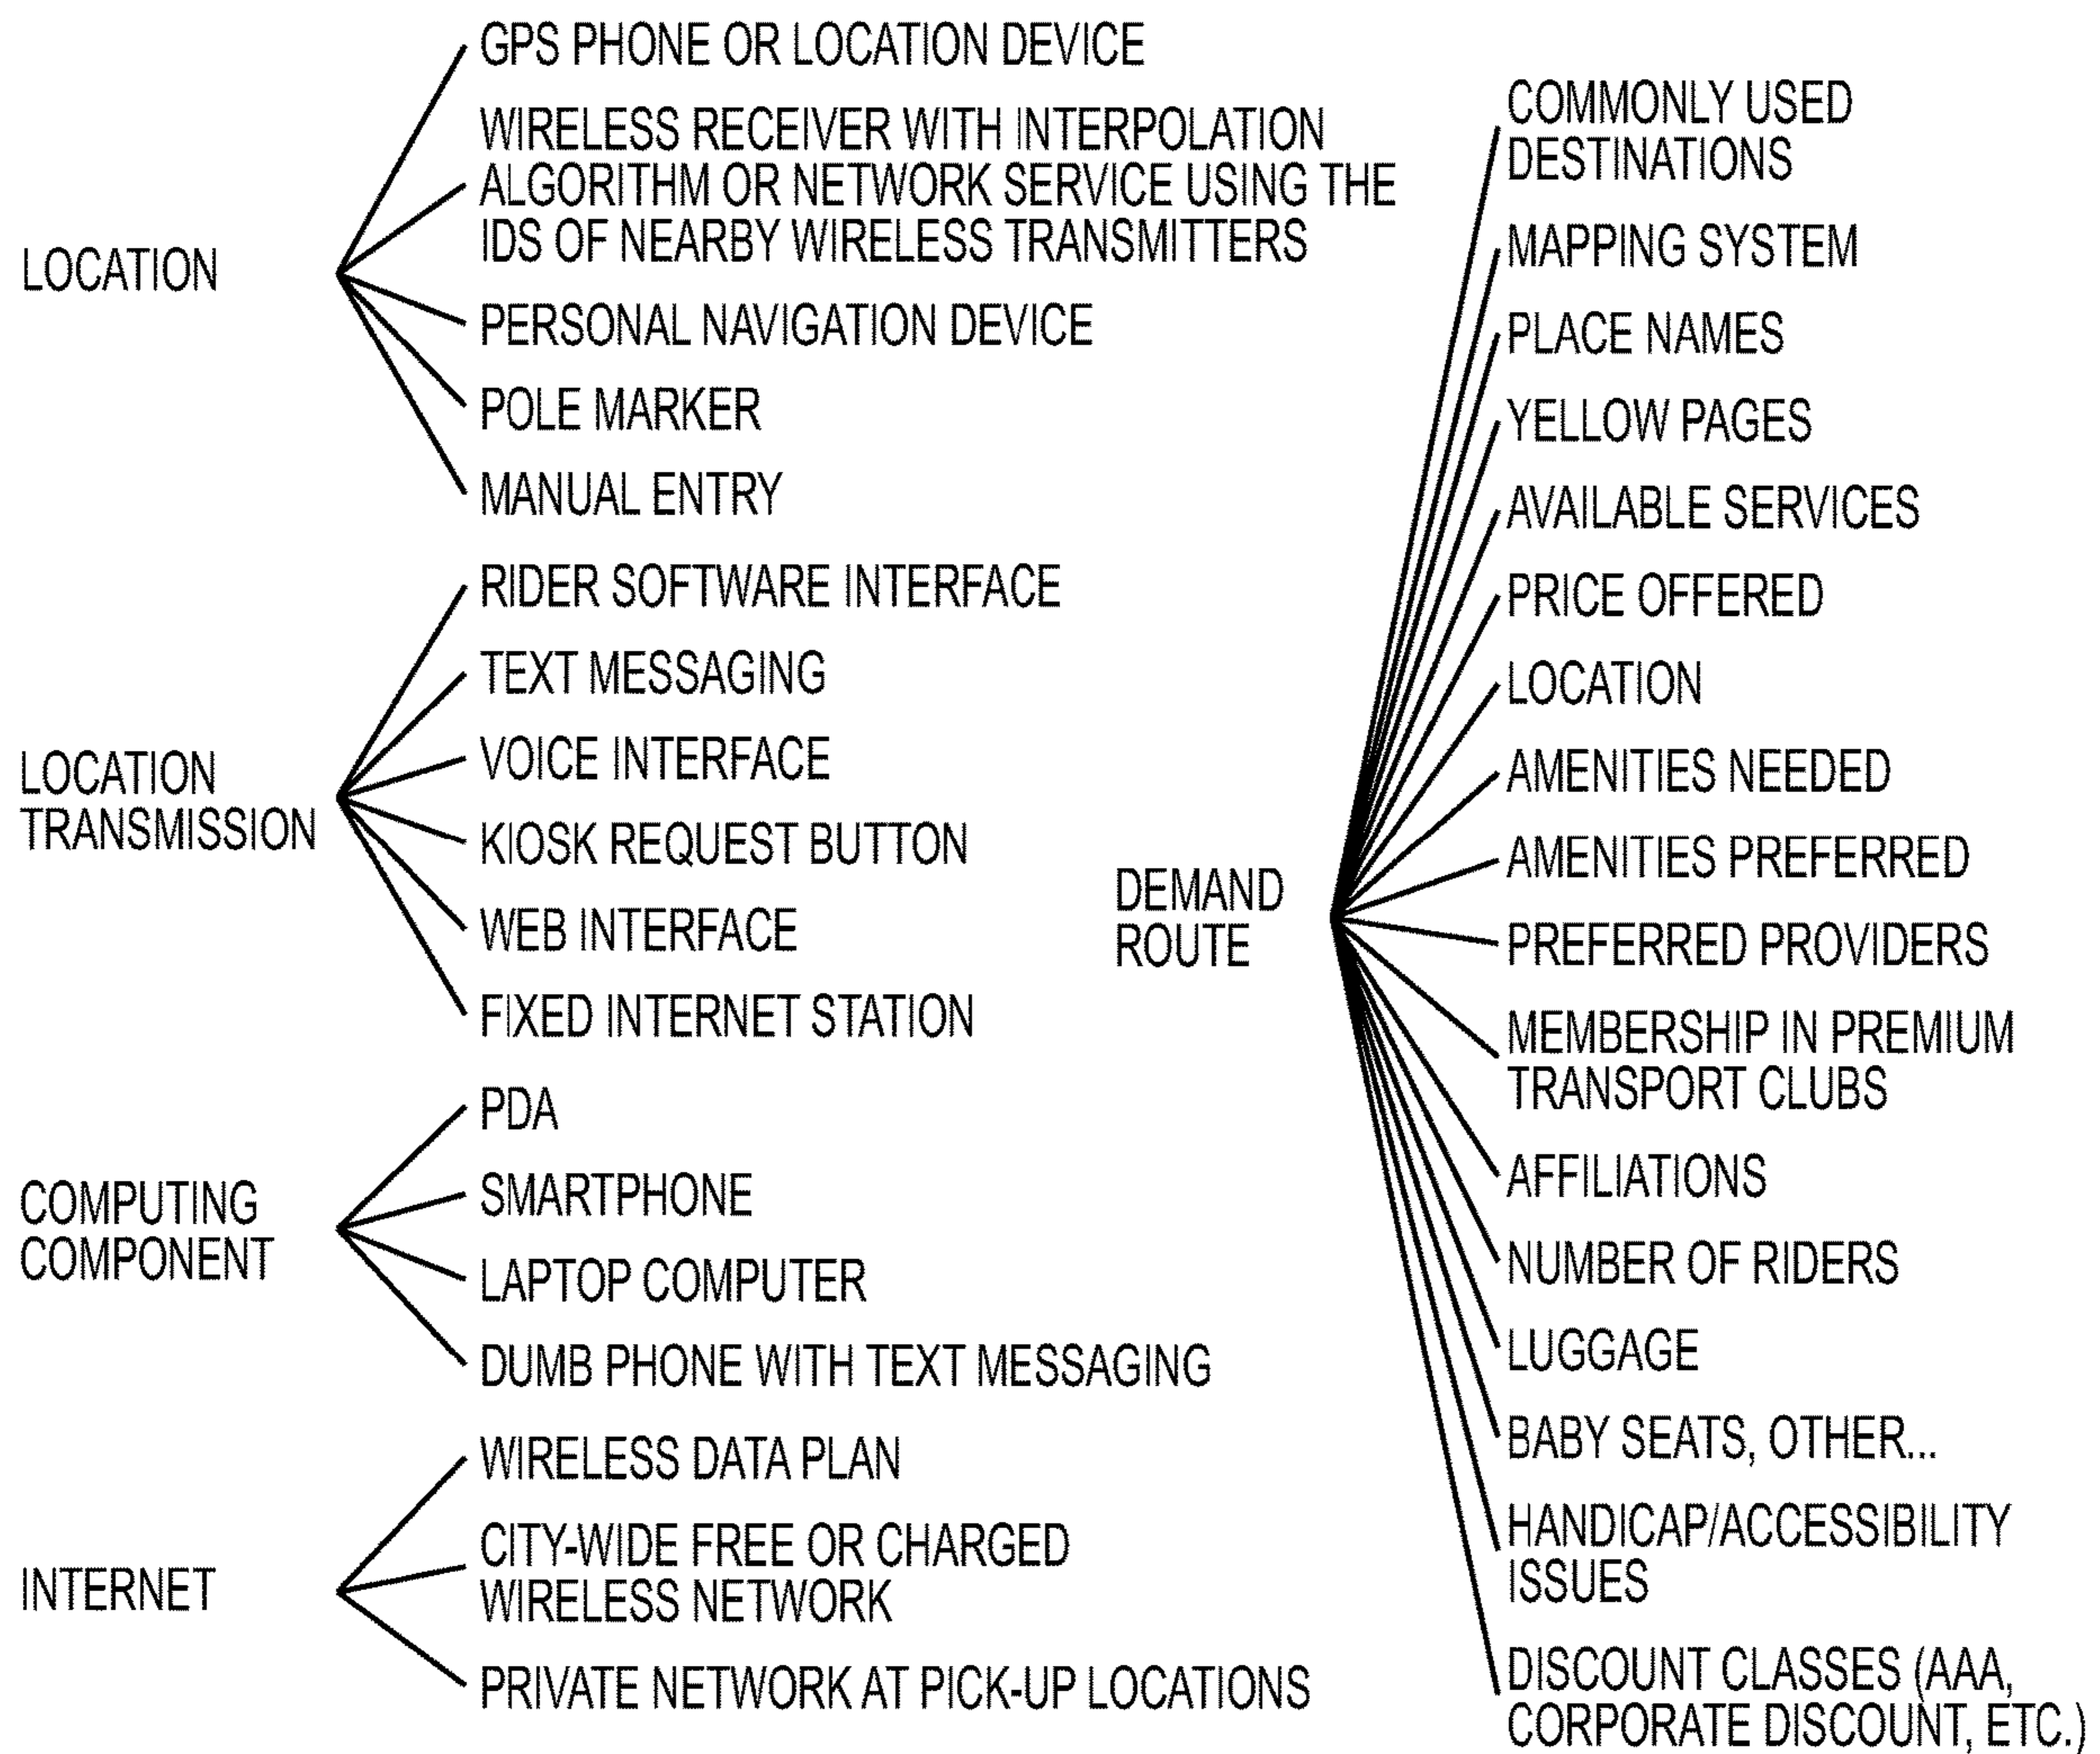 LOCATION
GPS PHONE OR LOCATION DEVICE
WIRELESS RECEIVER WITH INTERPOLATION
ALGORITHM OR NETWORK SERVICE USING THE
IDS OF NEARBY WIRELESS TRANSMITTERS
PERSONAL NAVIGATION DEVICE
POLE MARKER
MANUAL ENTRY
LOCATION
TRANSMISSION
RIDER SOFTWARE INTERFACE
TEXT MESSAGING
VOICE INTERFACE
KIOSK REQUEST BUTTON
WEB INTERFACE
FIXED INTERNET STATION
COMPUTING
COMPONENT
PDA
SMARTPHONE
LAPTOP COMPUTER
DUMB PHONE WITH TEXT MESSAGING
INTERNET
WIRELESS DATA PLAN
CITY-WIDE FREE OR CHARGED
WIRELESS NETWORK
PRIVATE NETWORK AT PICK-UP LOCATIONS
DEMAND
ROUTE
COMMONLY USED
DESTINATIONS
MAPPING SYSTEM
PLACE NAMES
YELLOW PAGES
AVAILABLE SERVICES
PRICE OFFERED
LOCATION
AMENITIES NEEDED
AMENITIES PREFERRED
PREFERRED PROVIDERS
MEMBERSHIP IN PREMIUM
TRANSPORT CLUBS
AFFILIATIONS
NUMBER OF RIDERS
LUGGAGE
BABY SEATS, OTHER...
HANDICAP/ACCESSIBILITY
ISSUES
DISCOUNT CLASSES (AAA,
CORPORATE DISCOUNT, ETC.)